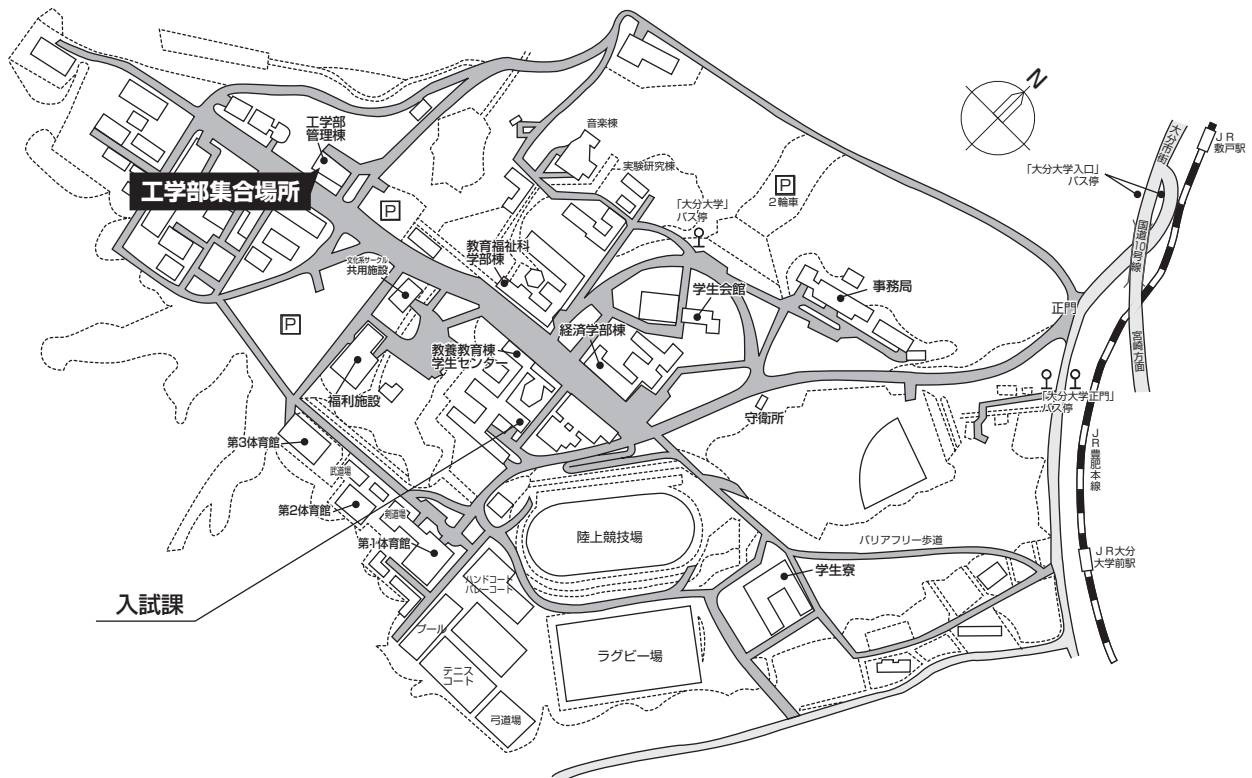 N
JR
敷戸駅
大分市街
「大分大学入口」
バス停
国道10号線
宮崎方面
正門
「大分大学正門」
バス停
JR豊肥本線
JR大分
大学前駅
工学部
管理棟
工学部集合場所
P
音楽棟
実験研究棟
「大分大学」
バス停
P
2輪車
教育福祉科
学部棟
文化系サークル
共用施設
学生会館
事務局
経済学部棟
教養教育棟
学生センター
P
福利施設
守衛所
第3体育館
武道場
第2体育館
剣道場
第1体育館
陸上競技場
バリアフリー歩道
学生寮
入試課
ハンドコート
バレーコート
プール
テニス
コート
弓道場
ラグビー場